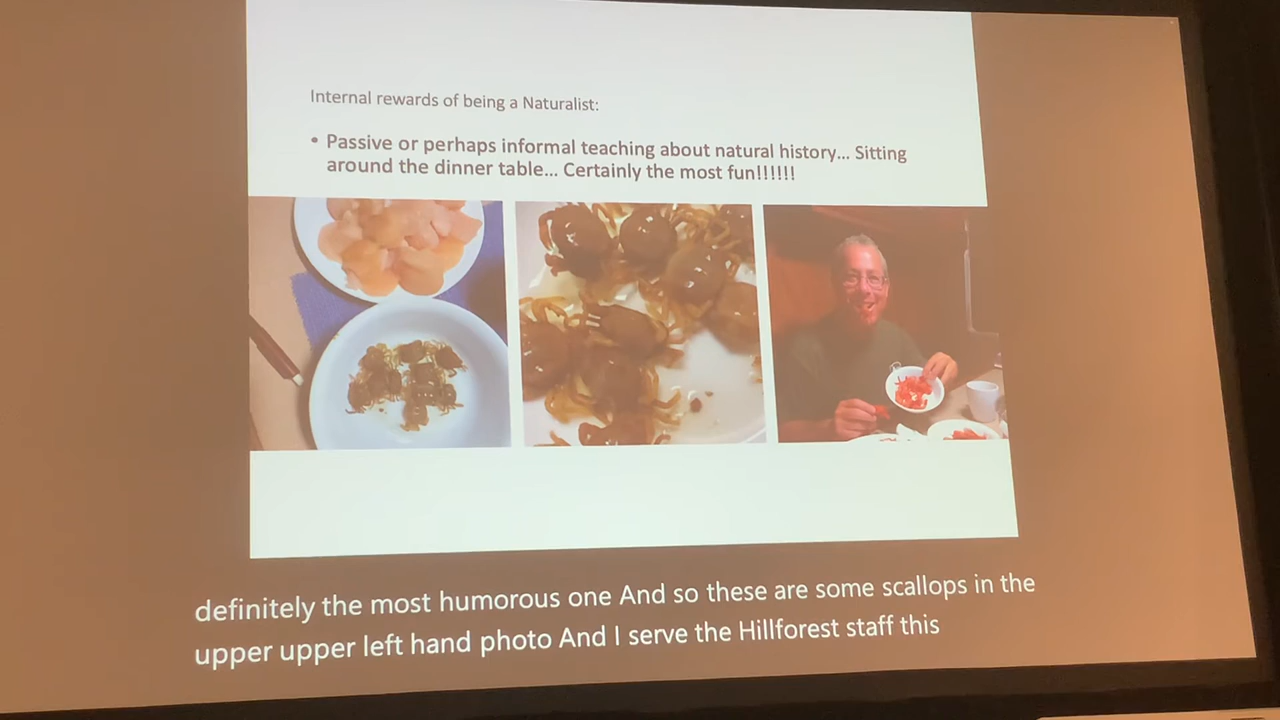 Internal rewards of being a Naturalist:
• Passive or perhaps informal teaching about natural history... Sitting
around the dinner table... Certainly the most fun!!!!!!
definitely the most humorous one And so these are some scallops in the
upper upper left hand photo And I serve the Hillforest staff this